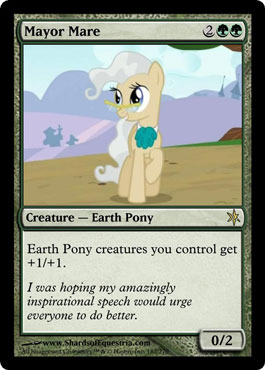 Mayor Mare 2
Creature — Earth Pony
Earth Pony creatures you control get
+1/+1.
I was hoping my amazingly
inspirational speech would urge
everyone to do better.
www.ShardsofEquestria.com
0/2